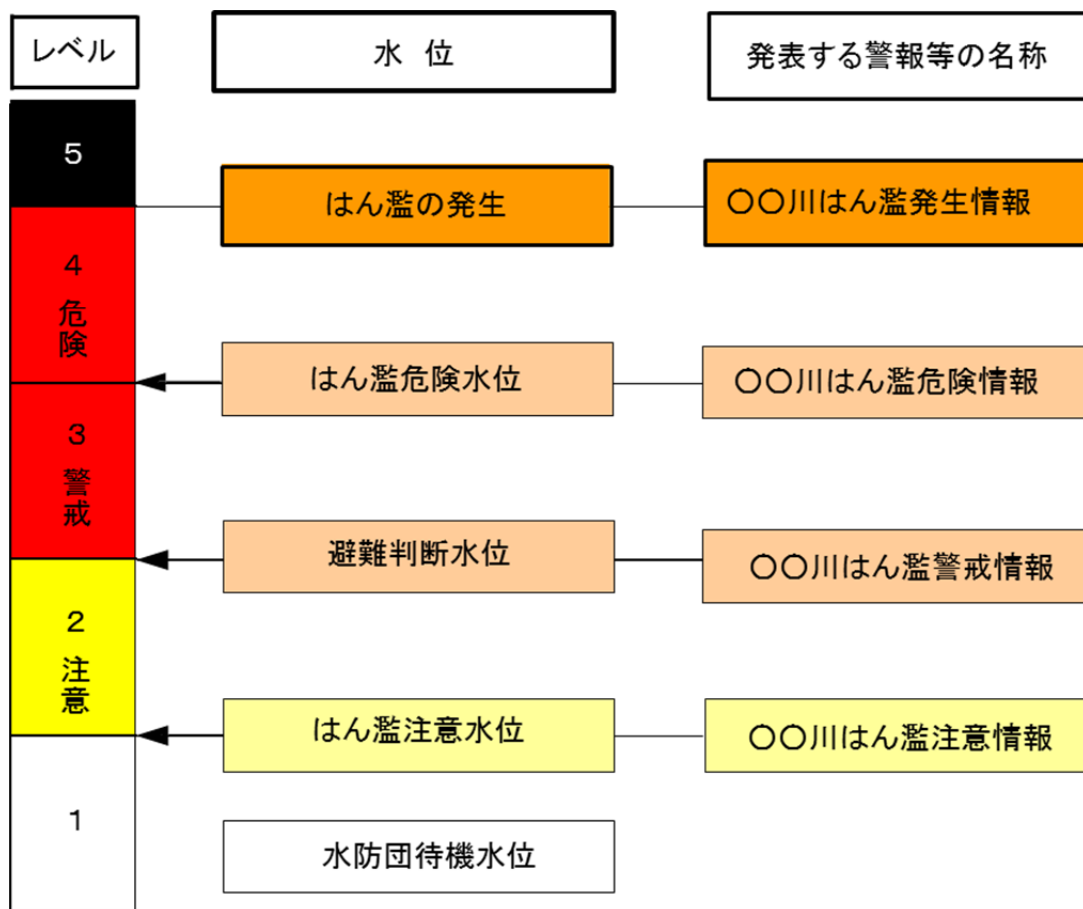 レベル
水 位
発表する警報等の名称
5
はん濫の発生
〇〇川はん濫発生情報
4
危険
はん濫危険水位
〇〇川はん濫危険情報
3
警戒
避難判断水位
〇〇川はん濫警戒情報
2
注意
はん濫注意水位
〇〇川はん濫注意情報
1
水防団待機水位